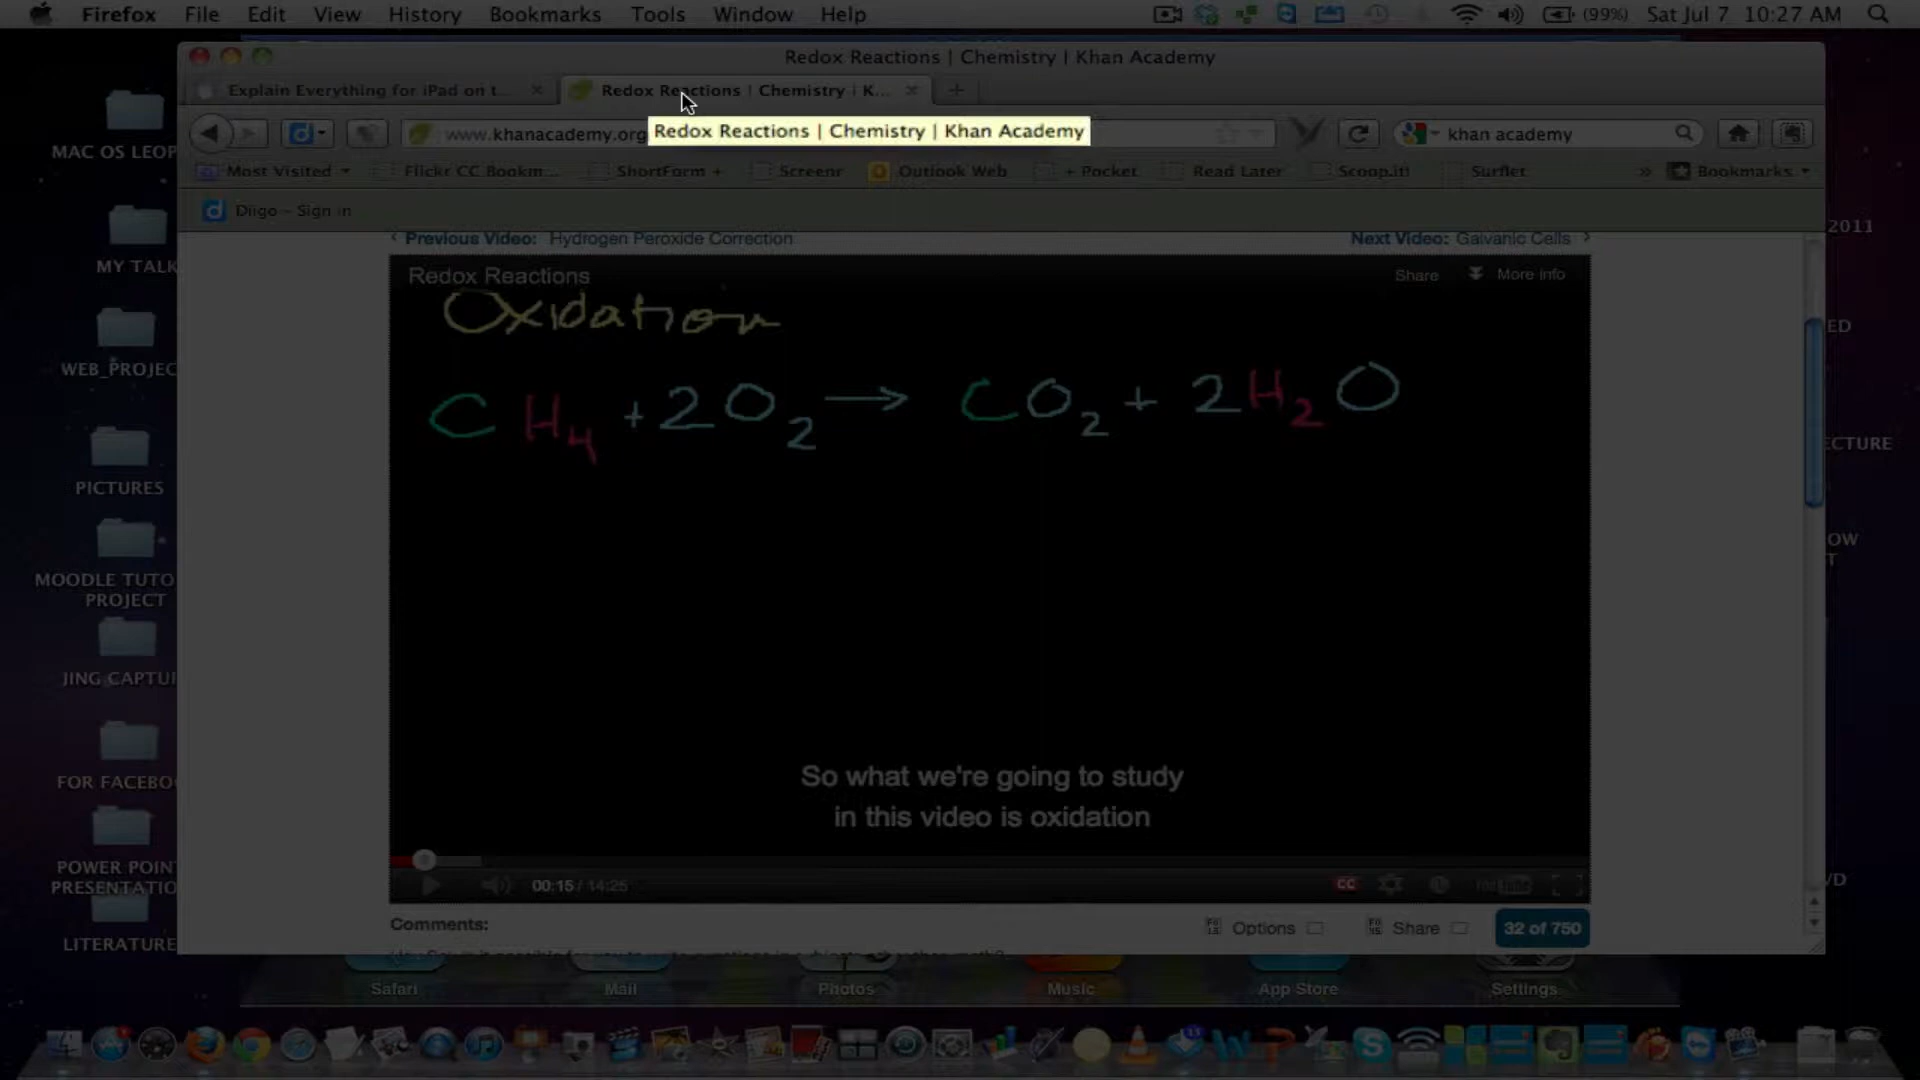 Firefox File Edit View History Bookmarks Tools Window Help (99%) Sat Jul 7 10:27 AM
Redox Reactions | Chemistry | Khan Academy
Explain Everything for iPad on t... Redox Reactions | Chemistry | K...
www.khanacademy.org khan academy
Redox Reactions | Chemistry | Khan Academy
Most Visited Flickr CC Bookm... ShortForm + Screenr Outlook Web + Pocket Read Later Scoop.it! Surflet » Bookmarks
Diigo - Sign in
‹ Previous Video: Hydrogen Peroxide Correction Next Video: Galvanic Cells ›
Redox Reactions Share More info
Oxidation
CH4 + 2O2 → CO2 + 2H2O
So what we're going to study
in this video is oxidation
00:15 / 14:25 CC
Comments: Options Share 32 of 750
MAC OS LEOP
MY TALK
WEB_PROJEC
PICTURES
MOODLE TUTO
PROJECT
JING CAPTU
FOR FACEBO
POWER POIN
PRESENTATIO
LITERATURE
2011
ED
ECTURE
OW
T
VD
Safari Mail Photos Music App Store Settings